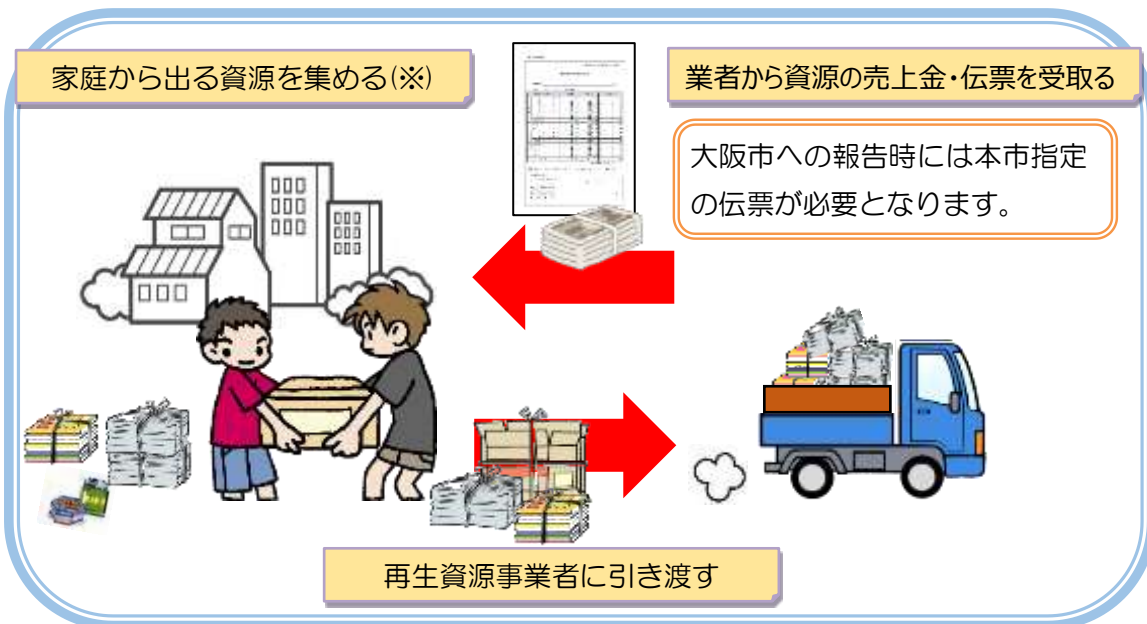 家庭から出る資源を集める(※)
業者から資源の売上金・伝票を受取る
大阪市への報告時には本市指定
の伝票が必要となります。
再生資源事業者に引き渡す